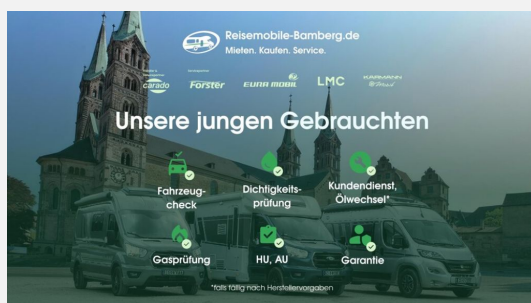 Reisemobile-Bamberg.de
Mieten. Kaufen. Service.
carado
Forster
EURA MOBIL
LMC
KARMANN
Mobil
Unsere jungen Gebrauchten
Fahrzeug-
check
Dichtigkeits-
prüfung
Kundendienst,
Ölwechsel*
Gasprüfung
HU, AU
Garantie
*falls fällig nach Herstellervorgaben